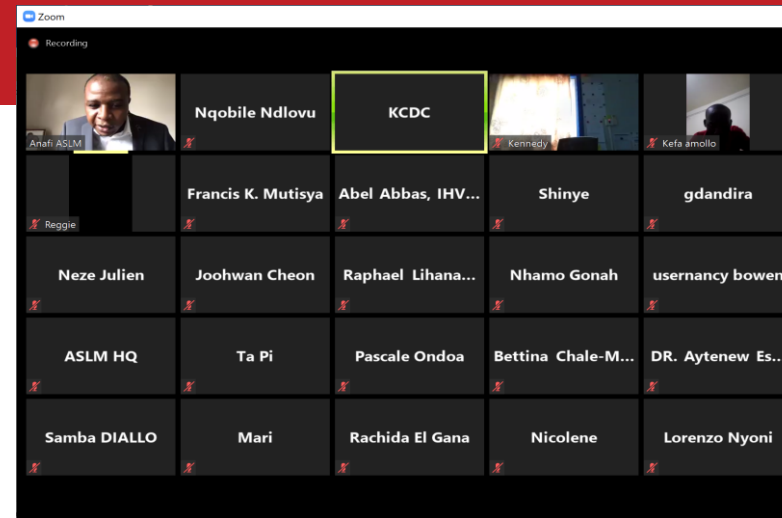 Zoom
Recording
Anafi ASLM
Nqobile Ndlovu
KCDC
Kennedy
Kefa amollo
Reggie
Francis K. Mutisya
Abel Abbas, IHV...
Shinye
gdandira
Neze Julien
Joohwan Cheon
Raphael Lihana...
Nhamo Gonah
usernancy bowen
ASLM HQ
Ta Pi
Pascale Ondoa
Bettina Chale-M...
DR. Aytenew Es...
Samba DIALLO
Mari
Rachida El Gana
Nicolene
Lorenzo Nyoni